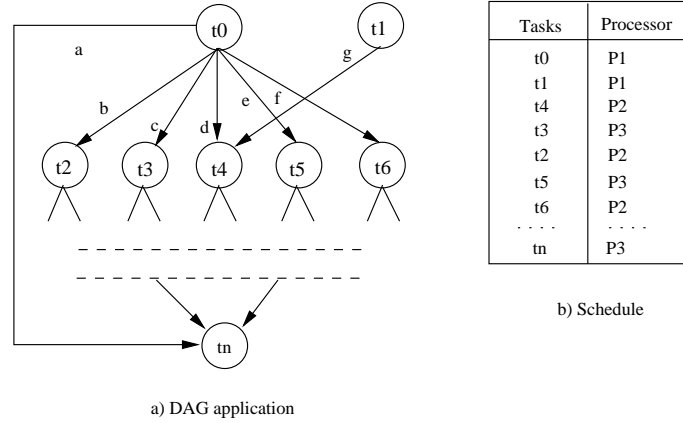 t0
t1
a
g
b
c
d
e
f
t2
t3
t4
t5
t6
tn
a) DAG application
Tasks Processor
t0 P1
t1 P1
t4 P2
t3 P3
t2 P2
t5 P3
t6 P2
. . . . . . . .
tn P3
b) Schedule